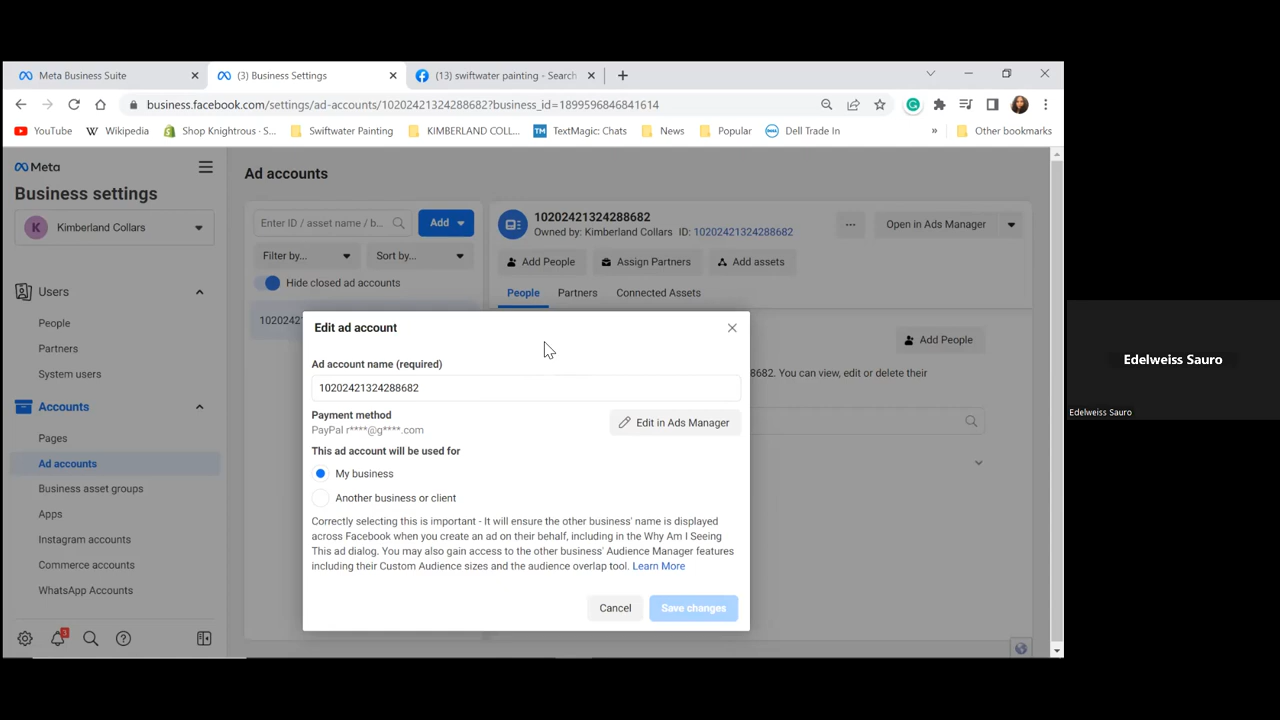 Meta Business Suite
(3) Business Settings
(13) swiftwater painting - Search
business.facebook.com/settings/ad-accounts/10202421324288682?business_id=1899596846841614
YouTube
Wikipedia
Shop Knightrous - S...
Swiftwater Painting
KIMBERLAND COLL...
TM
TextMagic: Chats
News
Popular
Dell Trade In
»
Other bookmarks
Meta
Business settings
K
Kimberland Collars
Users
People
Partners
System users
Accounts
Pages
Ad accounts
Business asset groups
Apps
Instagram accounts
Commerce accounts
WhatsApp Accounts
3
Ad accounts
Enter ID / asset name / b...
Add
Filter by...
Sort by...
Hide closed ad accounts
1020242
10202421324288682
Owned by: Kimberland Collars ID: 10202421324288682
...
Open in Ads Manager
Add People
Assign Partners
Add assets
People
Partners
Connected Assets
Add People
8682. You can view, edit or delete their
Edit ad account
Ad account name (required)
10202421324288682
Payment method
PayPal r****@g****.com
Edit in Ads Manager
This ad account will be used for
My business
Another business or client
Correctly selecting this is important - It will ensure the other business' name is displayed
across Facebook when you create an ad on their behalf, including in the Why Am I Seeing
This ad dialog. You may also gain access to the other business' Audience Manager features
including their Custom Audience sizes and the audience overlap tool. Learn More
Cancel
Save changes
Edelweiss Sauro
Edelweiss Sauro